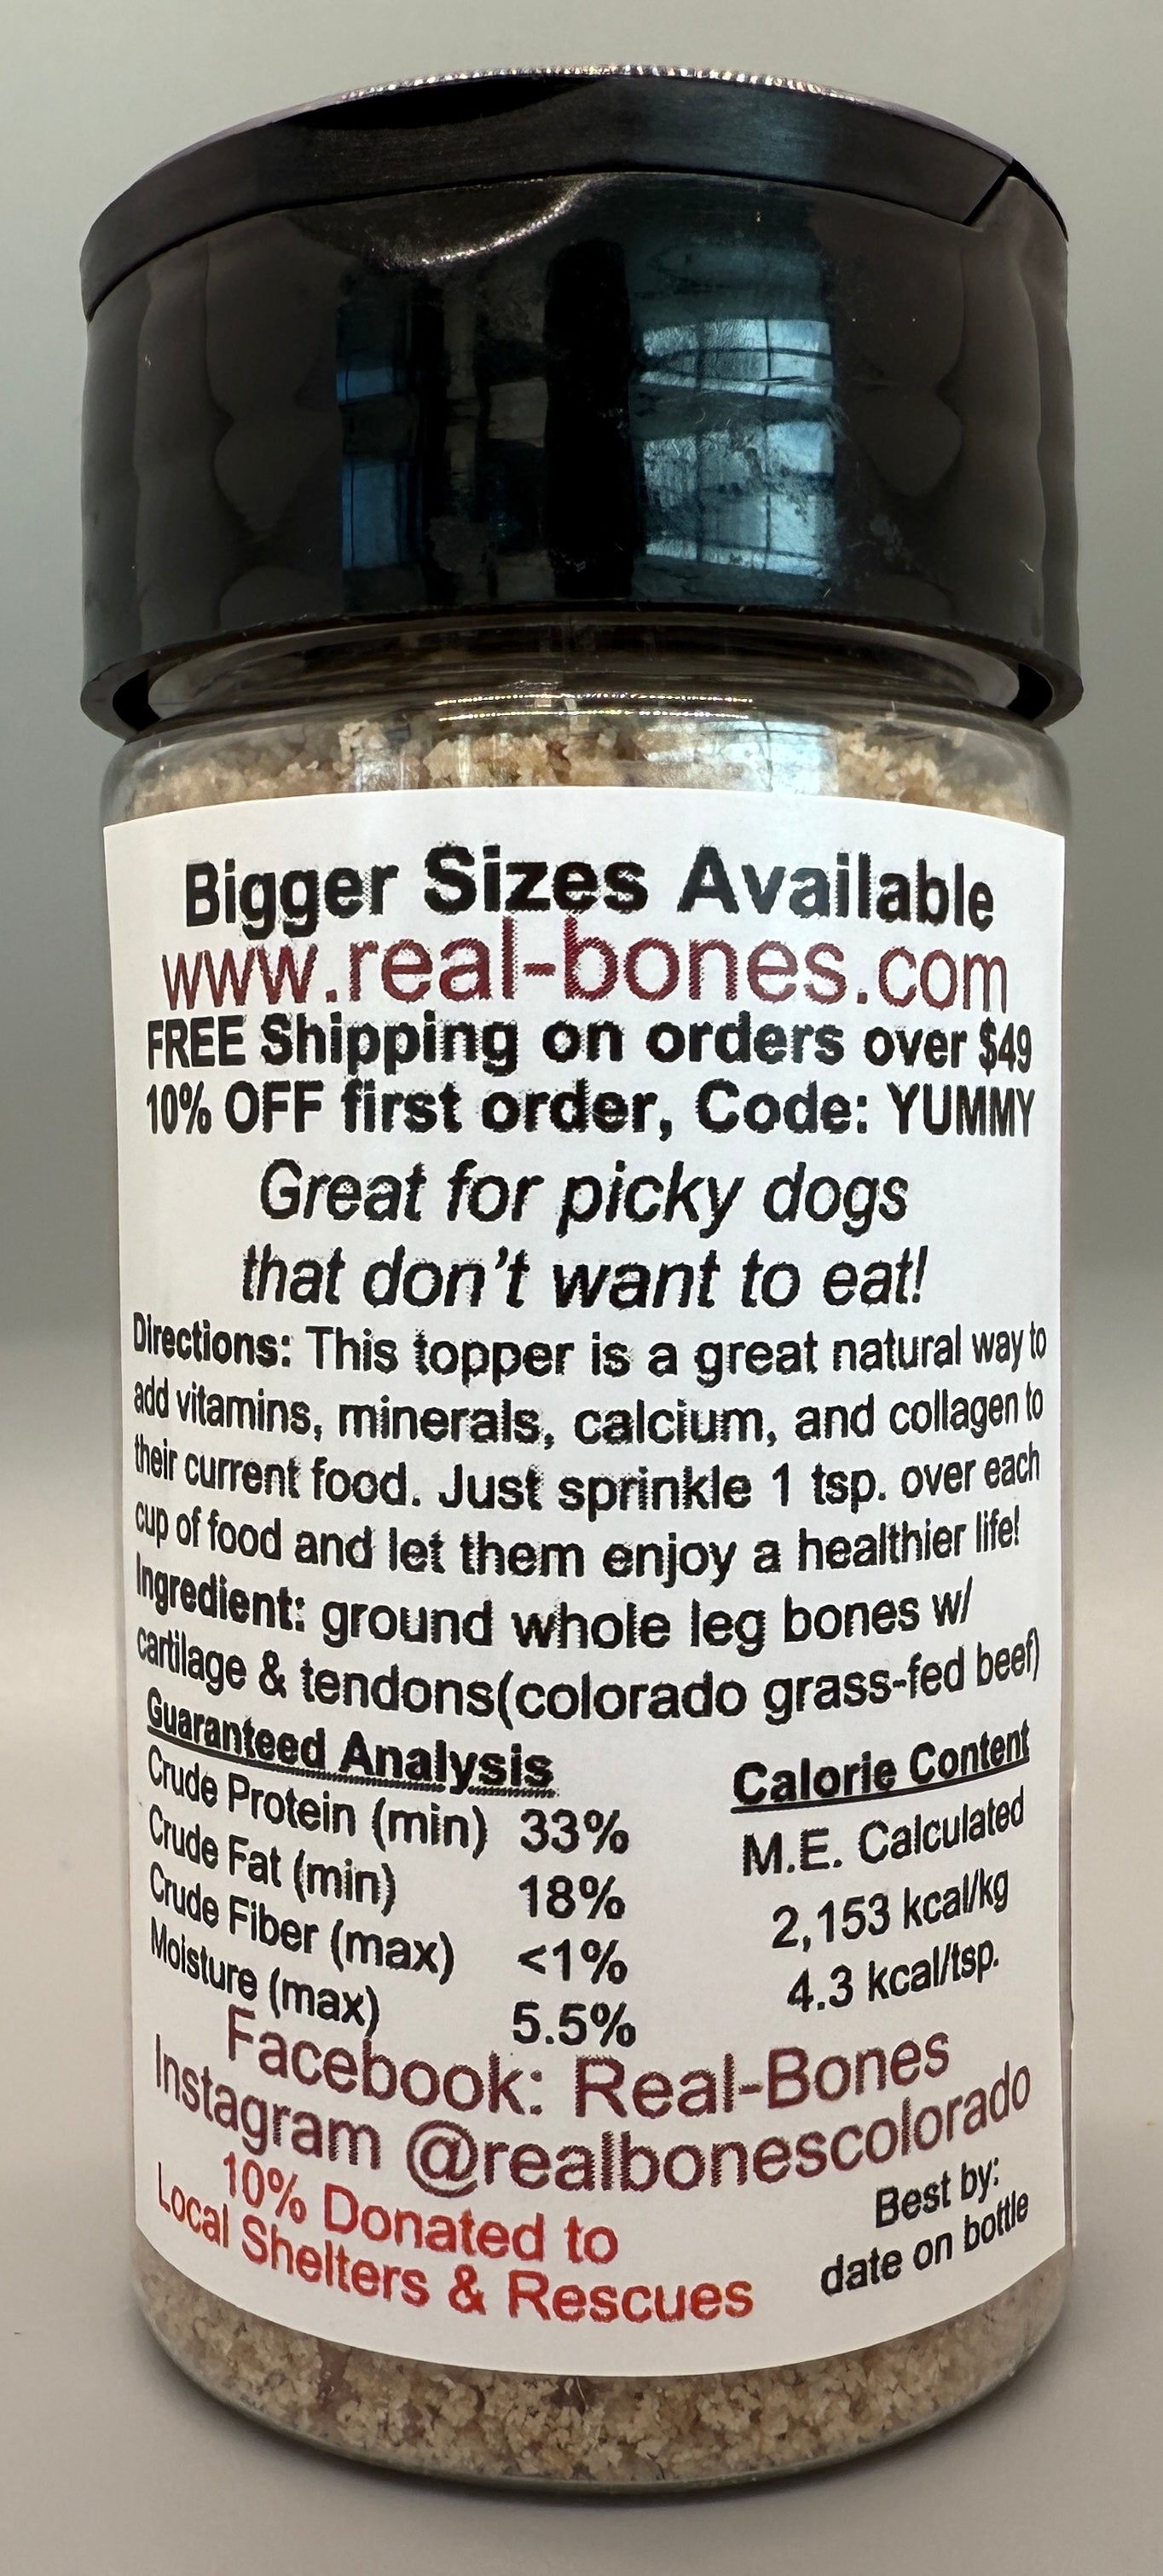 Bigger Sizes Available
www.real-bones.com
FREE Shipping on orders over $49
10% OFF first order, Code: YUMMY
Great for picky dogs
that don't want to eat!
Directions: This topper is a great natural way to
add vitamins, minerals, calcium, and collagen to
their current food. Just sprinkle 1 tsp. over each
cup of food and let them enjoy a healthier life!
Ingredient: ground whole leg bones w/
cartilage & tendons(colorado grass-fed beef)
Guaranteed Analysis
Crude Protein (min) 33%
Crude Fat (min) 18%
Crude Fiber (max) <1%
Moisture (max) 5.5%
Calorie Content
M.E. Calculated
2,153 kcal/kg
4.3 kcal/tsp.
Facebook: Real-Bones
Instagram @realbonescolorado
10% Donated to
Local Shelters & Rescues
Best by:
date on bottle